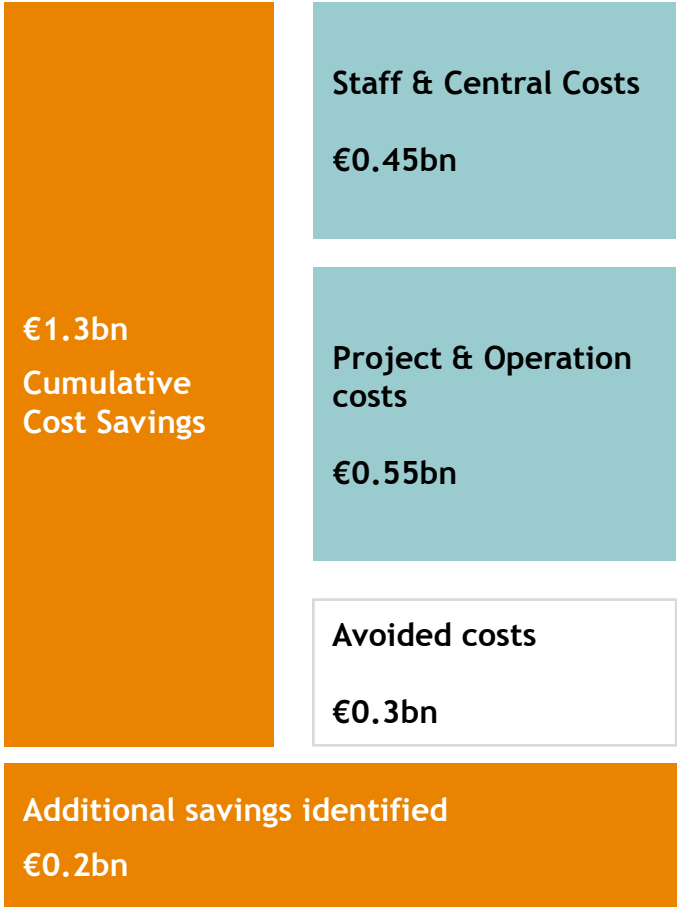 €1.3bn
Cumulative
Cost Savings
Staff & Central Costs
€0.45bn
Project & Operation
costs
€0.55bn
Avoided costs
€0.3bn
Additional savings identified
€0.2bn